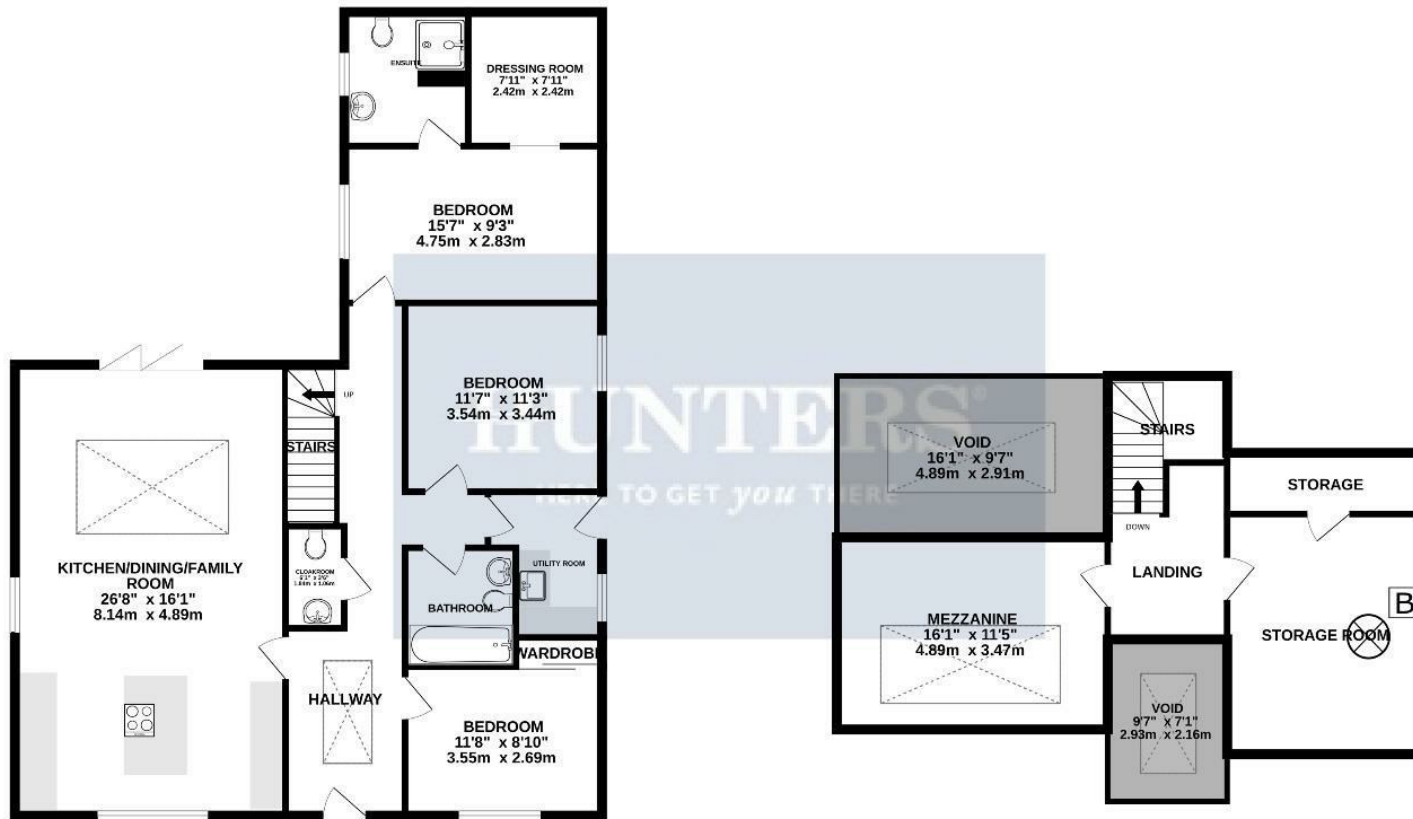 ENSUITE
DRESSING ROOM
7'11" x 7'11"
2.42m x 2.42m
BEDROOM
15'7" x 9'3"
4.75m x 2.83m
BEDROOM
11'7" x 11'3"
3.54m x 3.44m
UP
STAIRS
KITCHEN/DINING/FAMILY
ROOM
26'8" x 16'1"
8.14m x 4.89m
CLOAKROOM
BATHROOM
UTILITY ROOM
WARDROBE
HALLWAY
BEDROOM
11'8" x 8'10"
3.55m x 2.69m
HUNTERS®
HERE TO GET you THERE
VOID
16'1" x 9'7"
4.89m x 2.91m
STAIRS
DOWN
STORAGE
LANDING
MEZZANINE
16'1" x 11'5"
4.89m x 3.47m
STORAGE ROOM
B
VOID
9'7" x 7'1"
2.93m x 2.16m